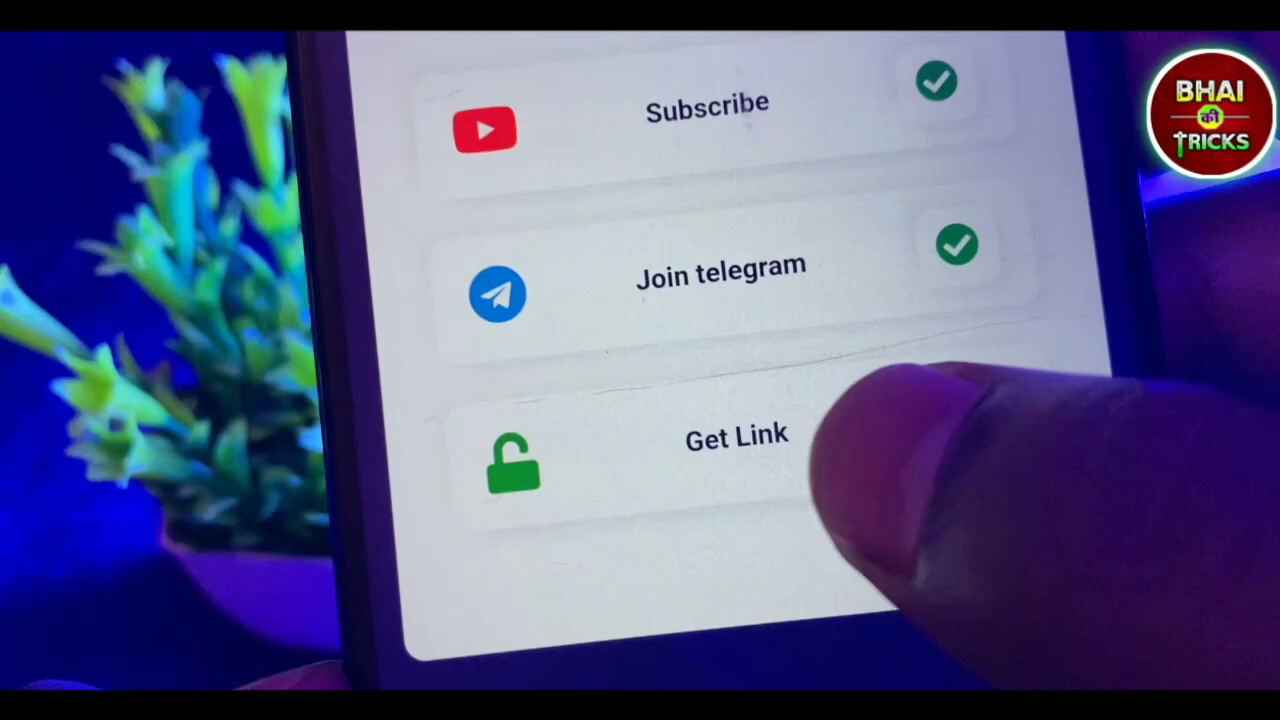 BHAI
की
TRICKS
Subscribe
Join telegram
Get Link